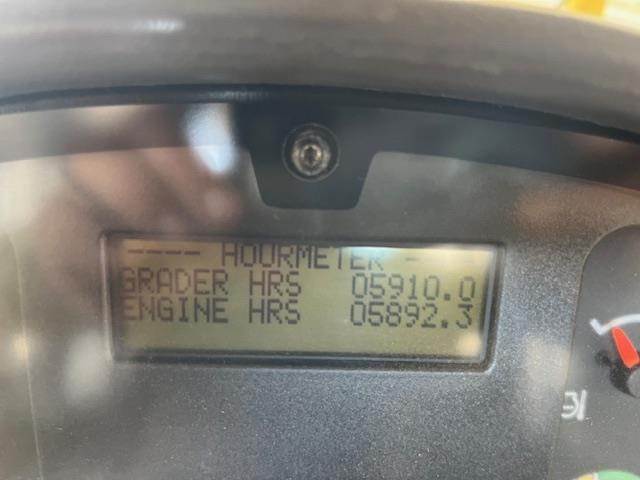 ---- HOURMETER -
GRADER HRS 05910.0
ENGINE HRS 05892.3